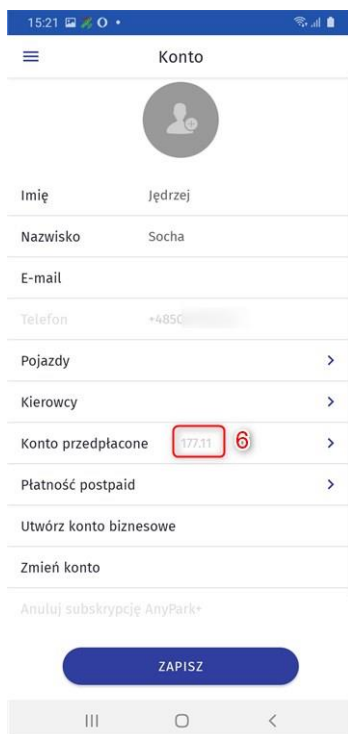 15:21
Konto
Imię Jędrzej
Nazwisko Socha
E-mail
Telefon +485
Pojazdy
Kierowcy
Konto przedpłacone 177.11 6
Płatność postpaid
Utwórz konto biznesowe
Zmień konto
Anuluj subskrypcję AnyPark+
ZAPISZ